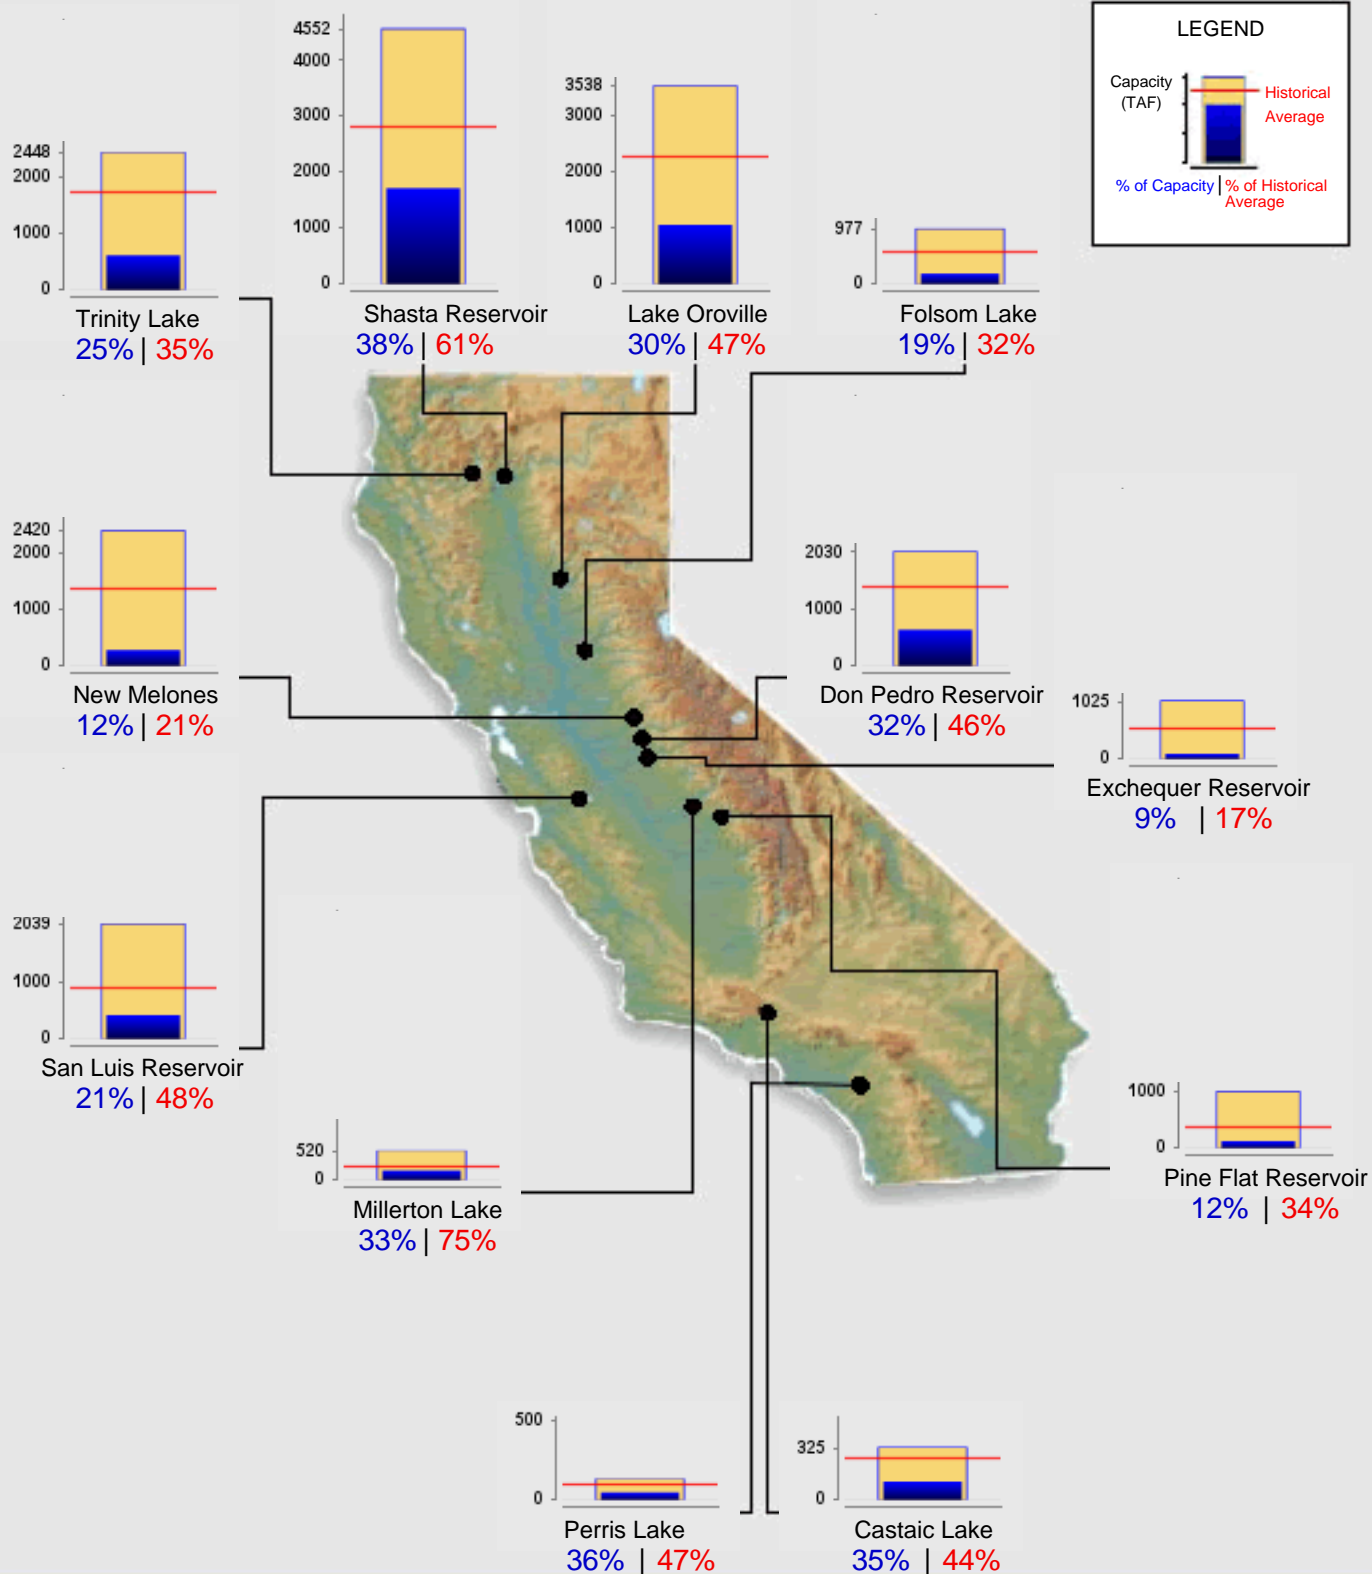 LEGEND
Capacity
(TAF)
Historical
Average
% of Capacity | % of Historical
Average
2448
2000
1000
0
Trinity Lake
25% | 35%
4552
4000
3000
2000
1000
0
Shasta Reservoir
38% | 61%
3538
3000
2000
1000
0
Lake Oroville
30% | 47%
977
0
Folsom Lake
19% | 32%
2420
2000
1000
0
New Melones
12% | 21%
2030
1000
0
Don Pedro Reservoir
32% | 46%
1025
0
Exchequer Reservoir
9% | 17%
2039
1000
0
San Luis Reservoir
21% | 48%
520
0
Millerton Lake
33% | 75%
1000
0
Pine Flat Reservoir
12% | 34%
500
0
Perris Lake
36% | 47%
325
0
Castaic Lake
35% | 44%